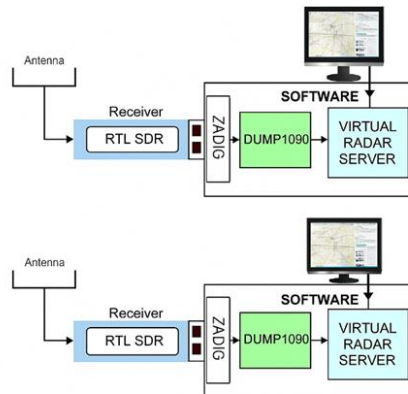 Antenna
Receiver
RTL SDR
ZADIG
SOFTWARE
DUMP1090
VIRTUAL
RADAR
SERVER
Antenna
Receiver
RTL SDR
ZADIG
SOFTWARE
DUMP1090
VIRTUAL
RADAR
SERVER